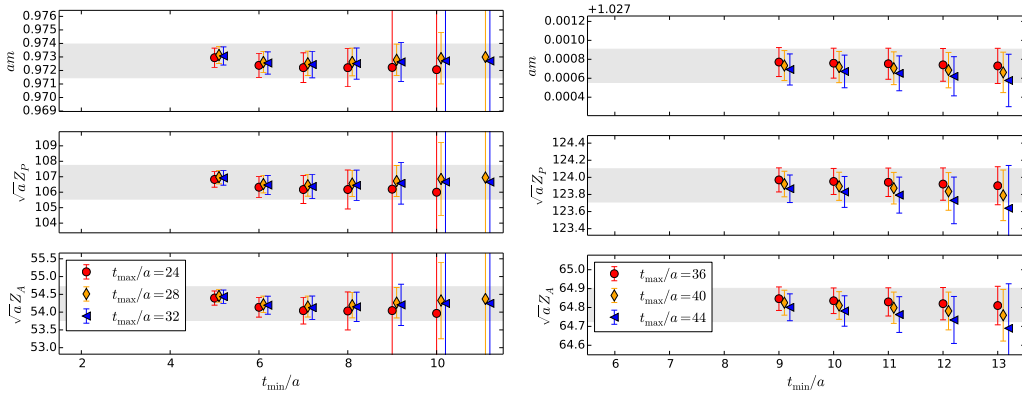 0.976
0.974
0.973
0.972
0.970
0.969
am
109
108
107
106
105
104
√a Z_P
55.5
55.0
54.5
54.0
53.5
53.0
√a Z_A
t_max/a=24
t_max/a=28
t_max/a=32
2 4 6 8 10
t_min/a
+1.027
0.0012
0.0010
0.0008
0.0006
0.0004
am
124.4
124.2
124.0
123.8
123.6
123.4
√a Z_P
65.0
64.9
64.8
64.7
64.6
√a Z_A
t_max/a=36
t_max/a=40
t_max/a=44
6 7 8 9 10 11 12 13
t_min/a